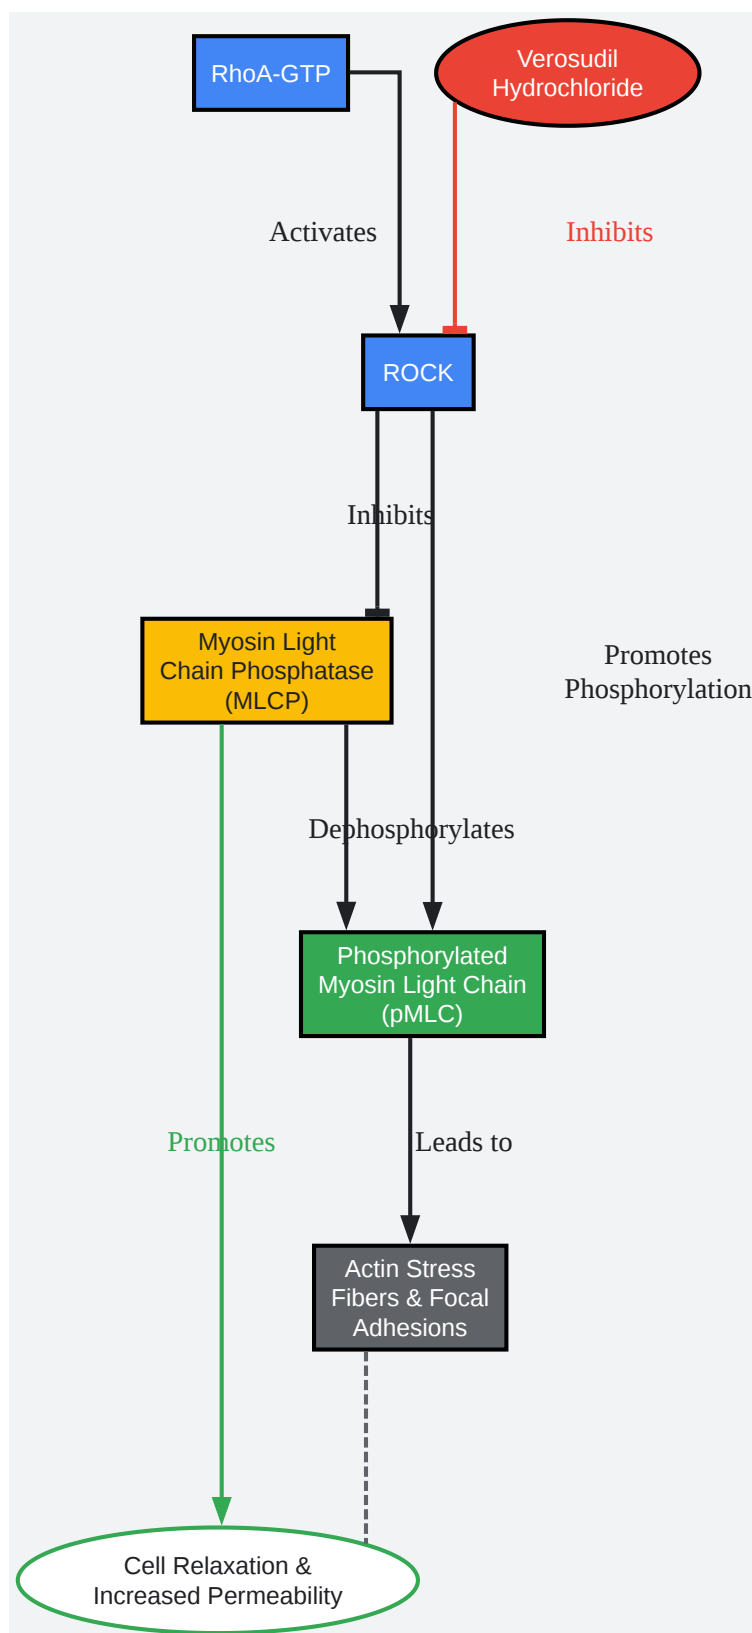 RhoA-GTP
Verosudil
Hydrochloride
Activates
Inhibits
ROCK
Inhibits
Myosin Light
Chain Phosphatase
(MLCP)
Promotes
Phosphorylation
Dephosphorylates
Phosphorylated
Myosin Light Chain
(pMLC)
Promotes
Leads to
Actin Stress
Fibers & Focal
Adhesions
Cell Relaxation &
Increased Permeability